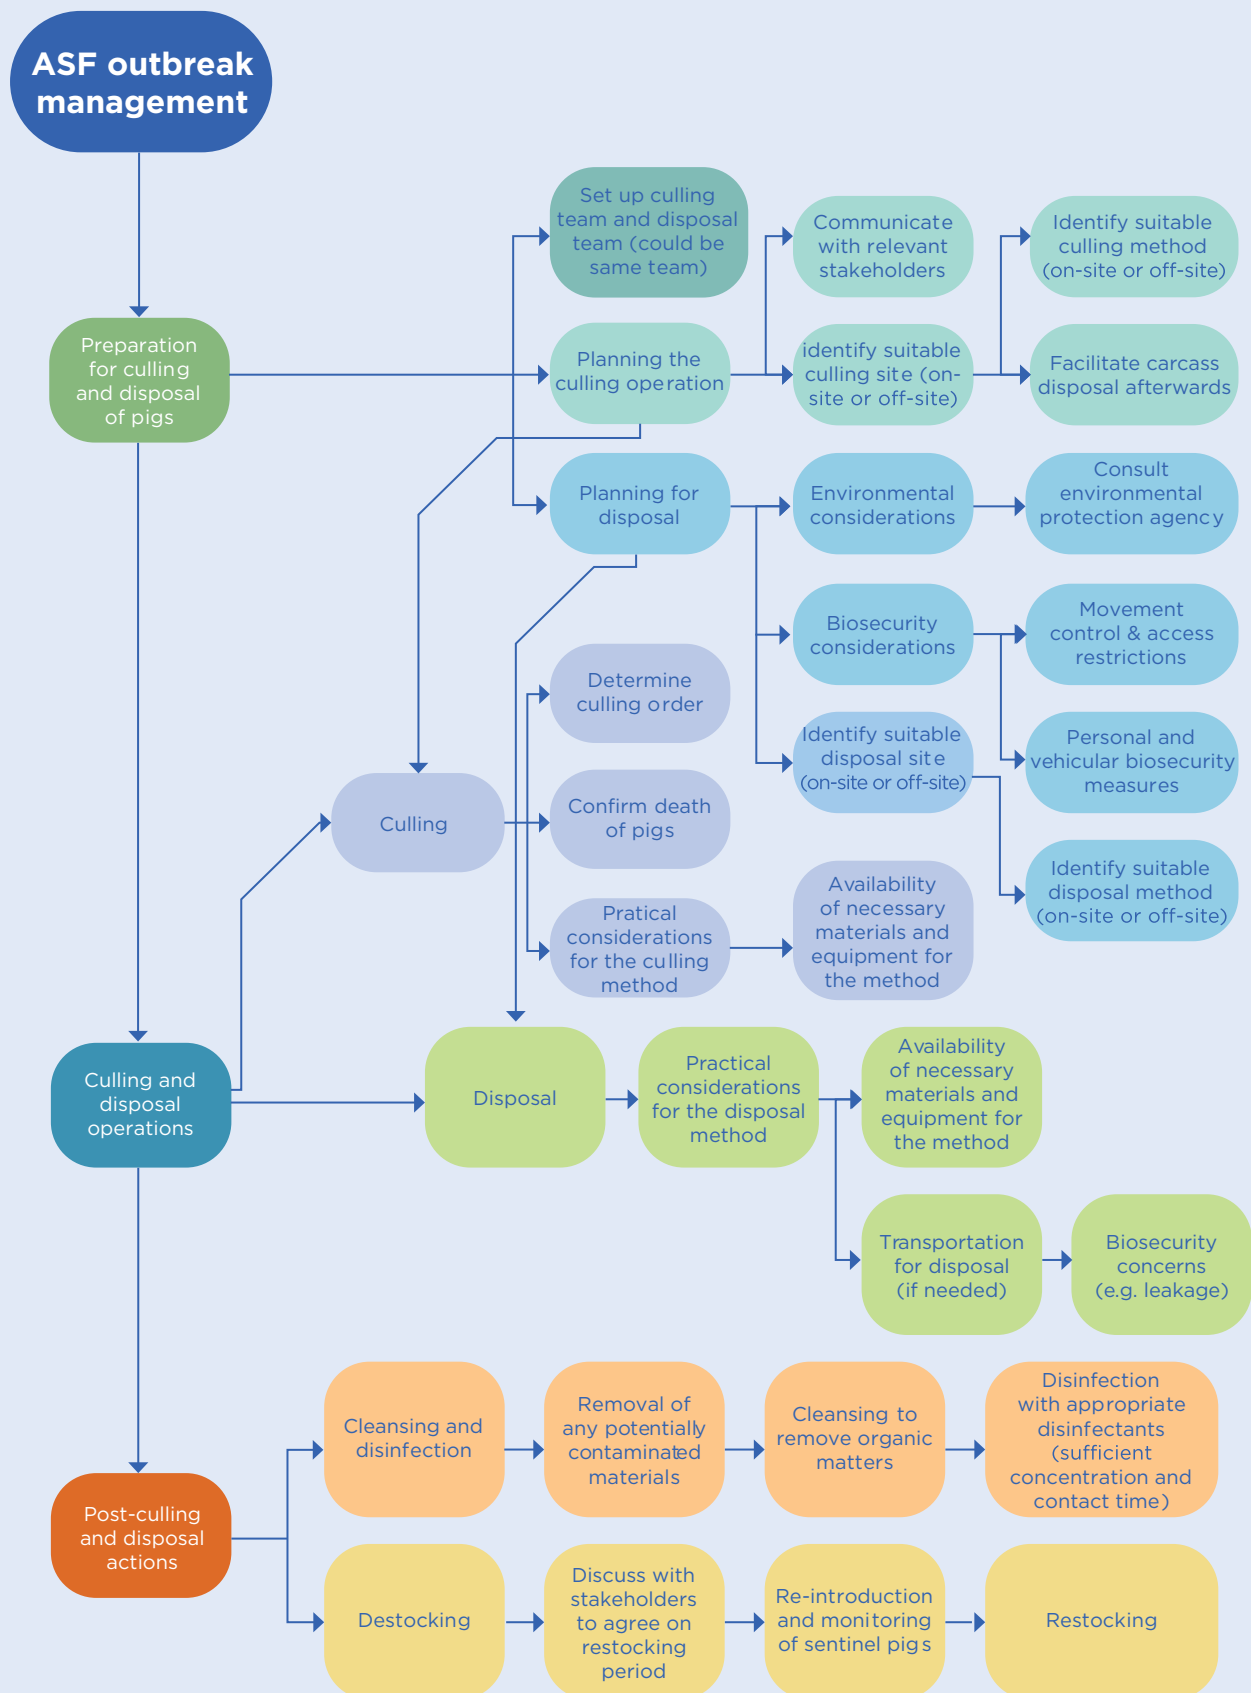 ASF outbreak
management
Set up culling
team and disposal
team (could be
same team)
Communicate
with relevant
stakeholders
Identify suitable
culling method
(on-site or off-site)
Preparation
for culling
and disposal
of pigs
Planning the
culling operation
identify suitable
culling site (on-
site or off-site)
Facilitate carcass
disposal afterwards
Planning for
disposal
Environmental
considerations
Consult
environmental
protection agency
Biosecurity
considerations
Movement
control & access
restrictions
Determine
culling order
Identify suitable
disposal site
(on-site or off-site)
Personal and
vehicular biosecurity
measures
Culling
Confirm death
of pigs
Identify suitable
disposal method
(on-site or off-site)
Pratical
considerations
for the culling
method
Availability
of necessary
materials and
equipment for
the method
Culling and
disposal
operations
Disposal
Practical
considerations
for the disposal
method
Availability
of necessary
materials and
equipment for
the method
Transportation
for disposal
(if needed)
Biosecurity
concerns
(e.g. leakage)
Post-culling
and disposal
actions
Cleansing and
disinfection
Removal of
any potentially
contaminated
materials
Cleansing to
remove organic
matters
Disinfection
with appropriate
disinfectants
(sufficient
concentration and
contact time)
Destocking
Discuss with
stakeholders
to agree on
restocking
period
Re-introduction
and monitoring
of sentinel pigs
Restocking